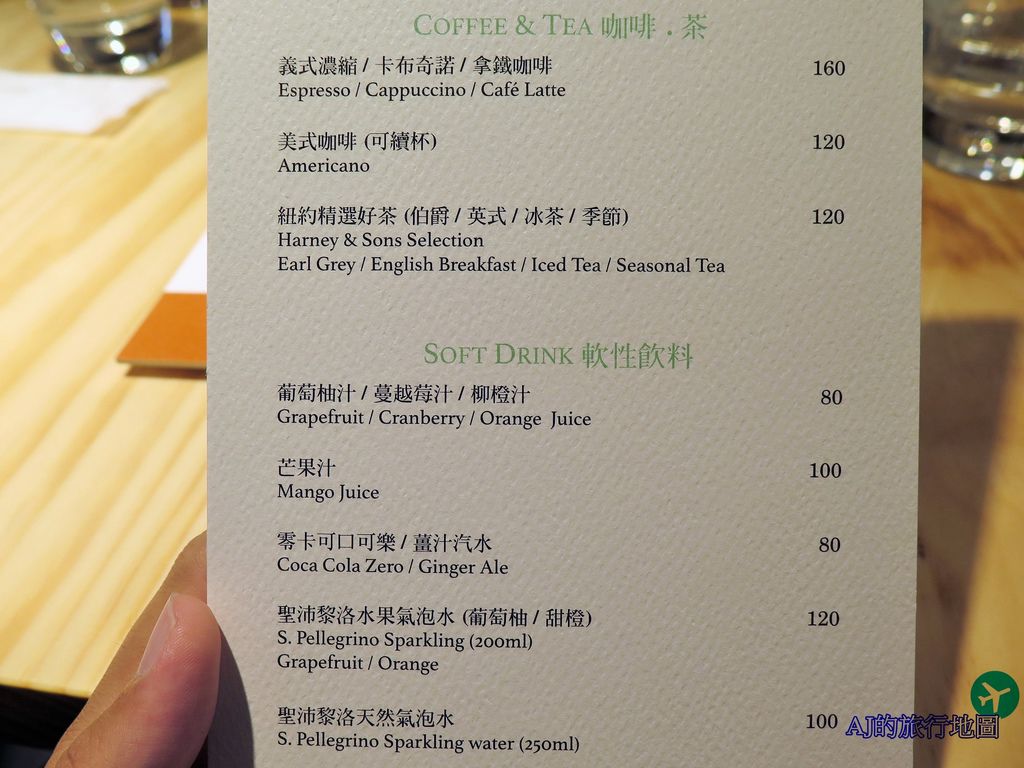 COFFEE & TEA 咖啡 . 茶
義式濃縮 / 卡布奇諾 / 拿鐵咖啡 160
Espresso / Cappuccino / Café Latte
美式咖啡 (可續杯) 120
Americano
紐約精選好茶 (伯爵 / 英式 / 冰茶 / 季節) 120
Harney & Sons Selection
Earl Grey / English Breakfast / Iced Tea / Seasonal Tea
SOFT DRINK 軟性飲料
葡萄柚汁 / 蔓越莓汁 / 柳橙汁 80
Grapefruit / Cranberry / Orange Juice
芒果汁 100
Mango Juice
零卡可口可樂 / 薑汁汽水 80
Coca Cola Zero / Ginger Ale
聖沛黎洛水果氣泡水 (葡萄柚 / 甜橙) 120
S. Pellegrino Sparkling (200ml)
Grapefruit / Orange
聖沛黎洛天然氣泡水 100
S. Pellegrino Sparkling water (250ml)
AJ的旅行地圖